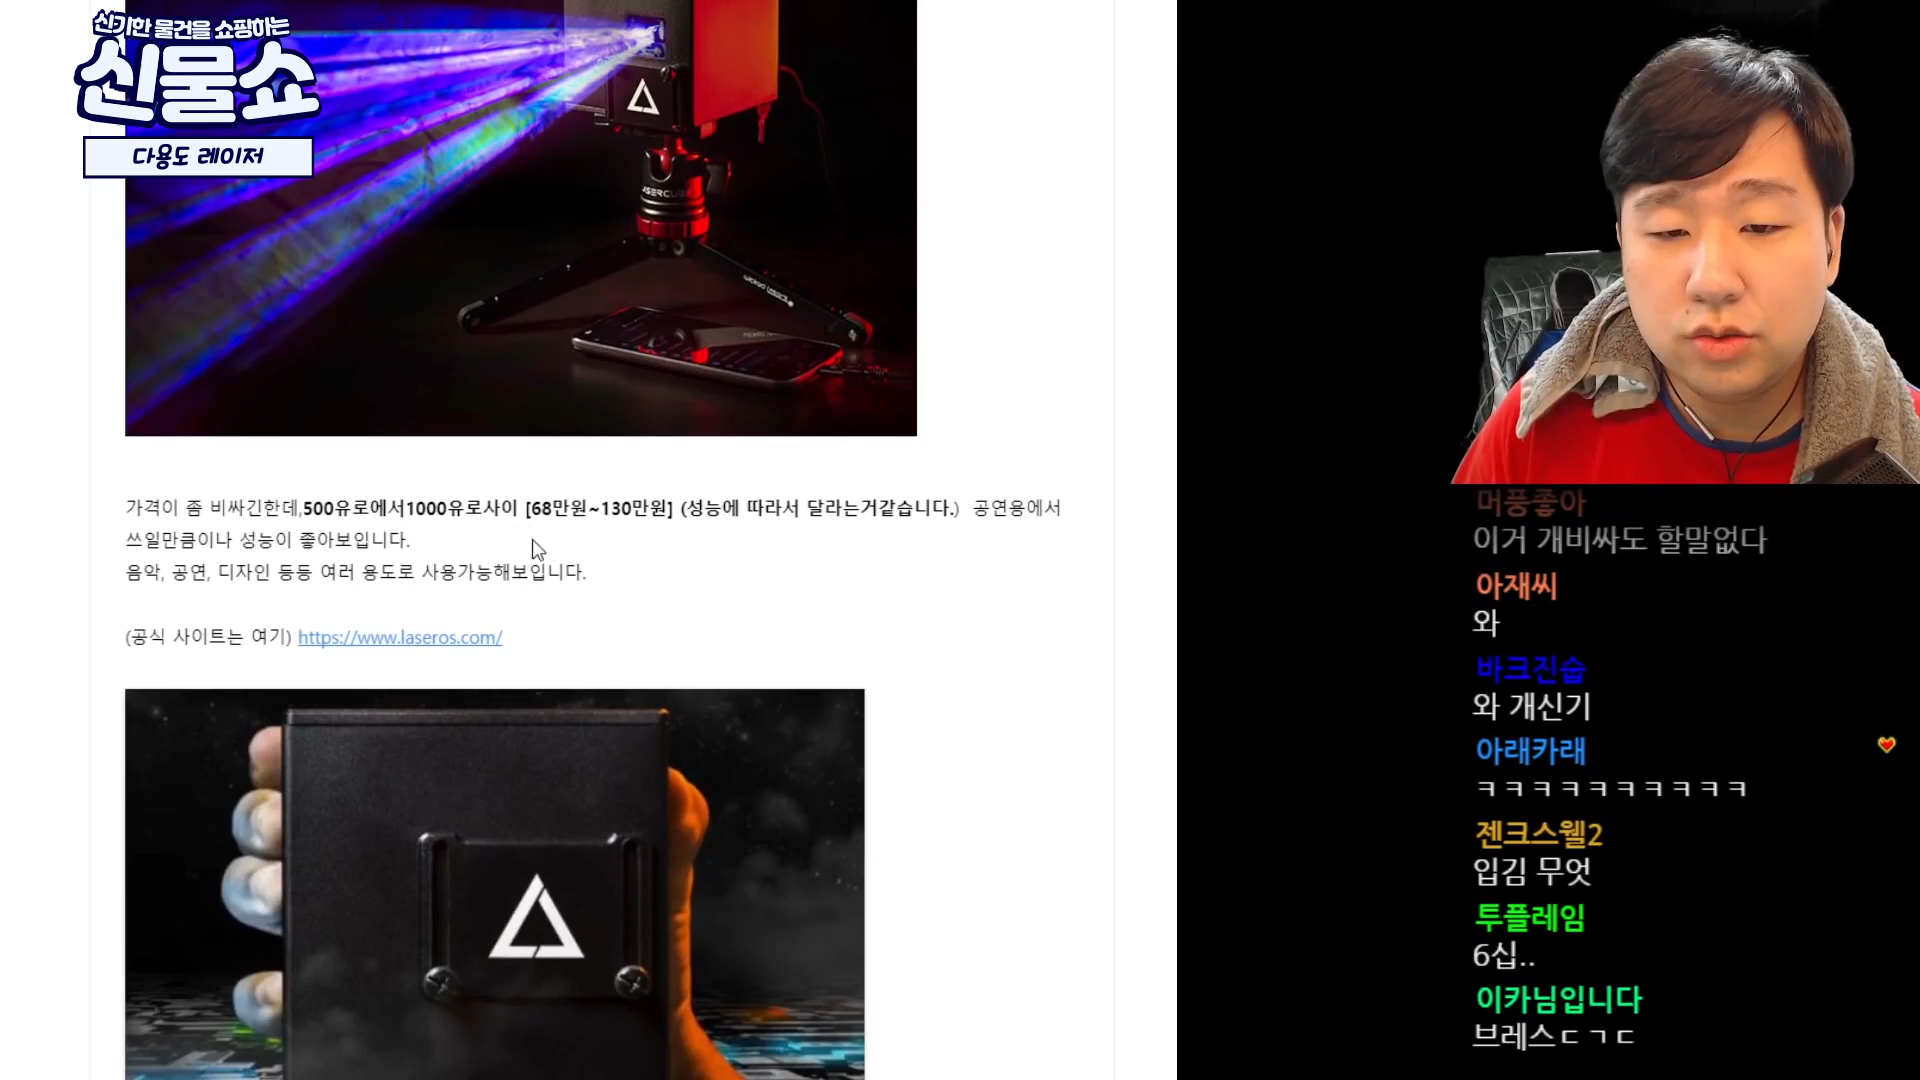 신기한 물건을 쇼핑하는
신물쇼
다용도 레이저
가격이 좀 비싸긴한데,500유로에서1000유로사이 [68만원~130만원] (성능에 따라서 달라는거같습니다.) 공연용에서
쓰일만큼이나 성능이 좋아보입니다.
음악, 공연, 디자인 등등 여러 용도로 사용가능해보입니다.
(공식 사이트는 여기) https://www.laseros.com/
머풍좋아
이거 개비싸도 할말없다
아재씨
와
바크진습
와 개신기
아래카래
ㅋㅋㅋㅋㅋㅋㅋㅋㅋㅋ
젠크스웰2
입김 무엇
투플레임
6십..
이카님입니다
브레스ㄷㄱㄷ